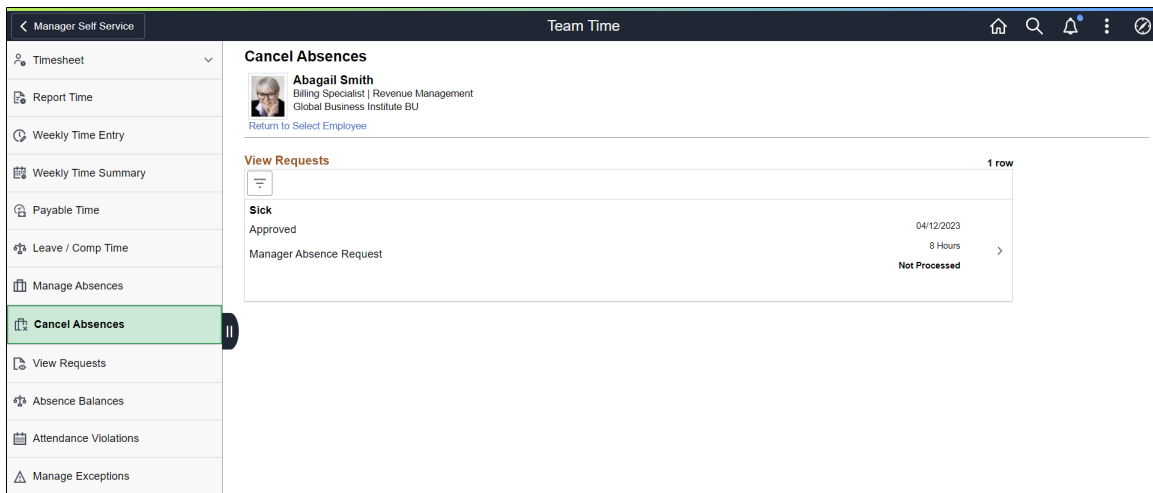 Manager Self Service
Team Time
Timesheet
Report Time
Weekly Time Entry
Weekly Time Summary
Payable Time
Leave / Comp Time
Manage Absences
Cancel Absences
View Requests
Absence Balances
Attendance Violations
Manage Exceptions
Cancel Absences
Abagail Smith
Billing Specialist | Revenue Management
Global Business Institute BU
Return to Select Employee
View Requests
1 row
Sick
Approved
04/12/2023
8 Hours
Manager Absence Request
Not Processed